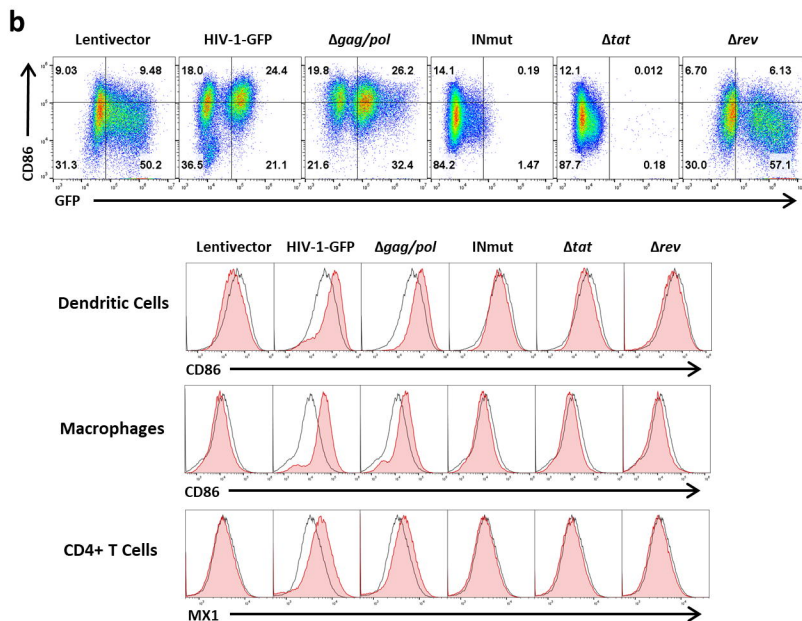 b
Lentivector HIV-1-GFP Δgag/pol INmut Δtat Δrev
9.03 9.48 18.0 24.4 19.8 26.2 14.1 0.19 12.1 0.012 6.70 6.13
CD86
31.3 50.2 36.5 21.1 21.6 32.4 84.2 1.47 87.7 0.18 30.0 57.1
GFP
Lentivector HIV-1-GFP Δgag/pol INmut Δtat Δrev
Dendritic Cells
CD86
Macrophages
CD86
CD4+ T Cells
MX1